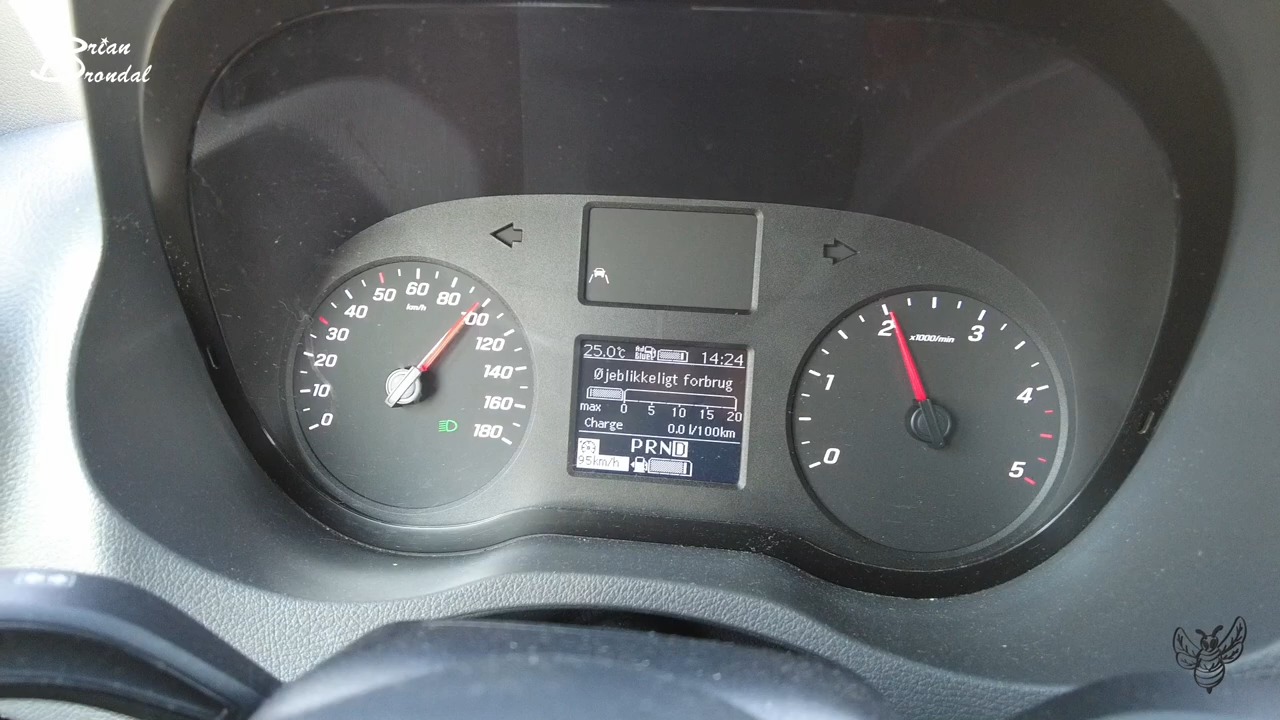 Brian
Brondal
50
60
80
km/h
40
100
30
120
20
140
10
160
0
180
25.0°c
AdBlue
14:24
Øjeblikkeligt forbrug
max 0 5 10 15 20
Charge 0.0 l/100km
PRND
95km/h
2
3
x1000/min
1
4
0
5